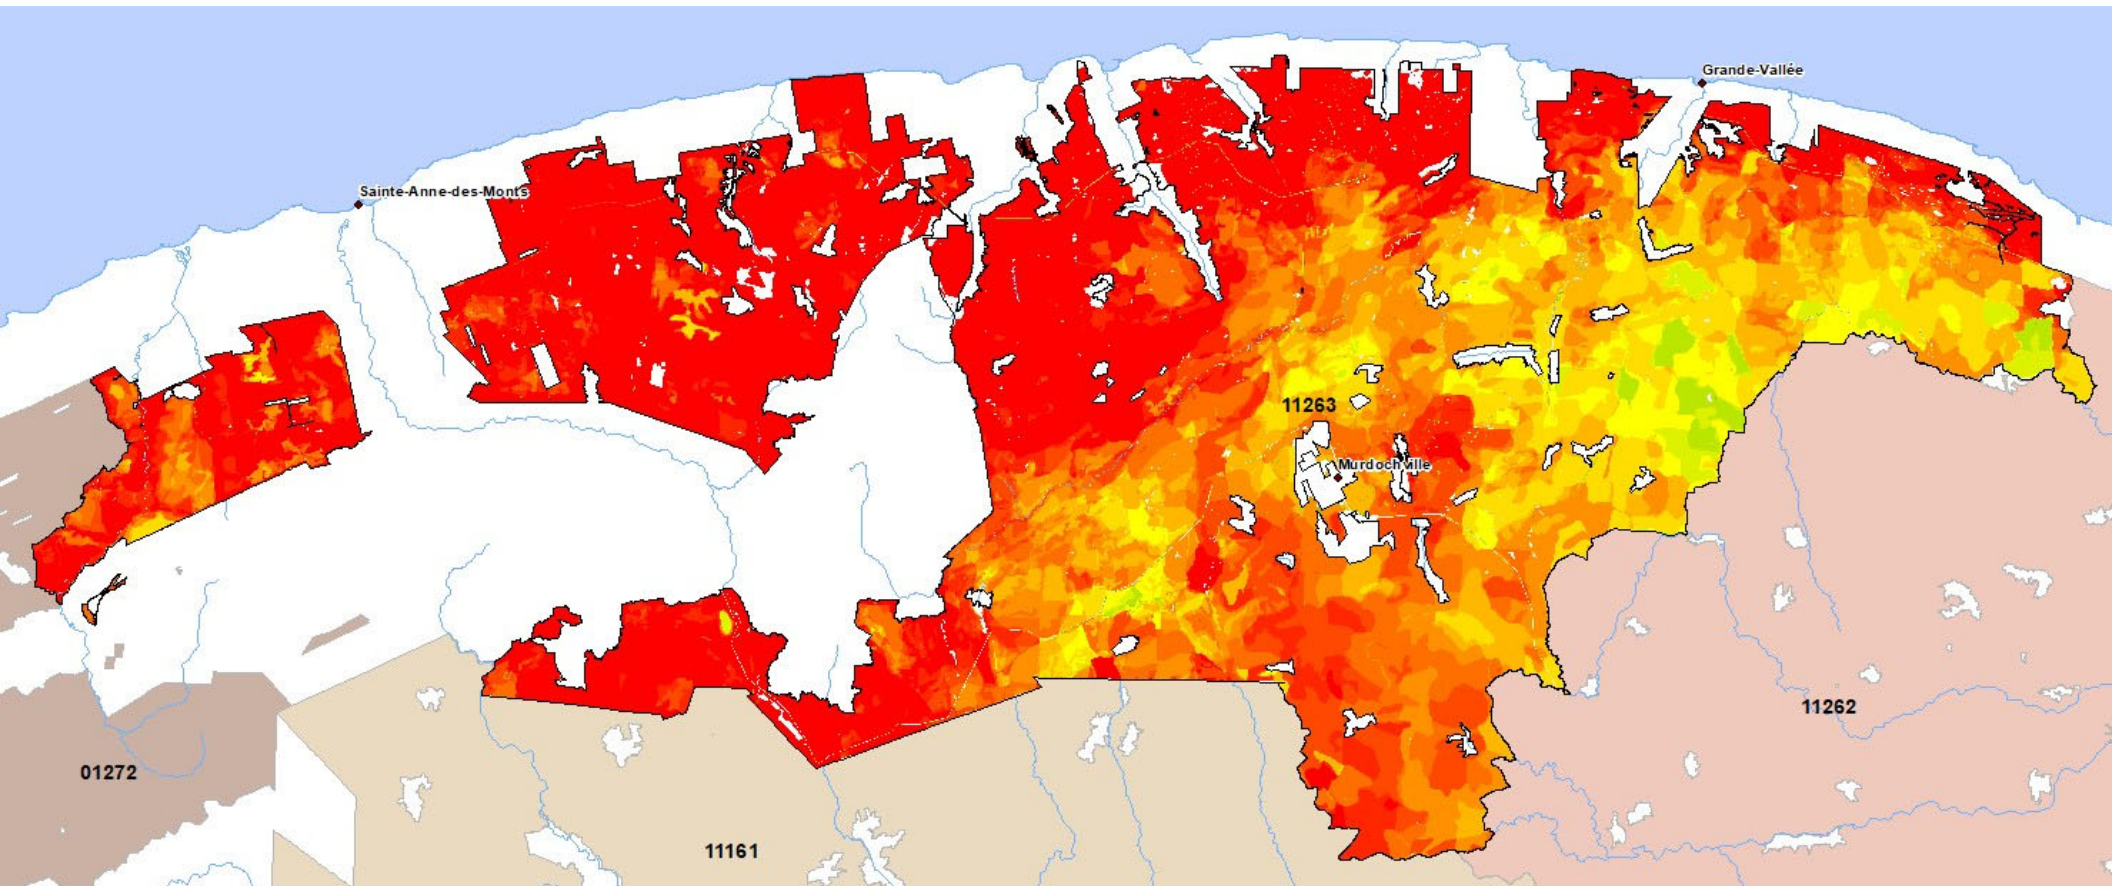 Grande-Vallée
Sainte-Anne-des-Monts
11263
Murdochville
11262
01272
11161